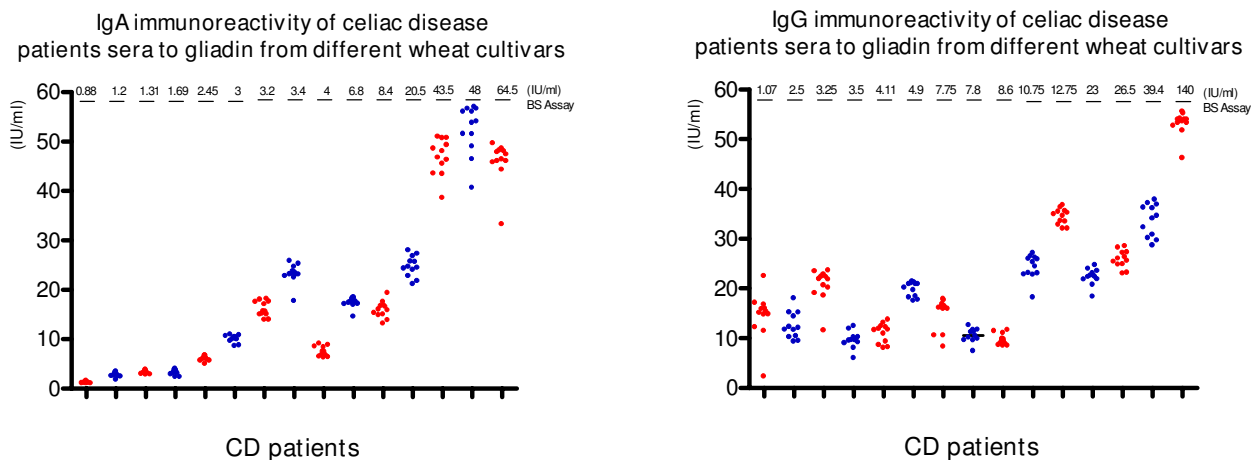 IgA immunoreactivity of celiac disease
patients sera to gliadin from different wheat cultivars
0.88 1.2 1.31 1.69 2.45 3 3.2 3.4 4 6.8 8.4 20.5 43.5 48 64.5 (IU/ml)
BS Assay
(IU/ml)
60
50
40
30
20
10
0
CD patients
IgG immunoreactivity of celiac disease
patients sera to gliadin from different wheat cultivars
1.07 2.5 3.25 3.5 4.11 4.9 7.75 7.8 8.6 10.75 12.75 23 26.5 39.4 140 (IU/ml)
BS Assay
(IU/ml)
60
50
40
30
20
10
0
CD patients